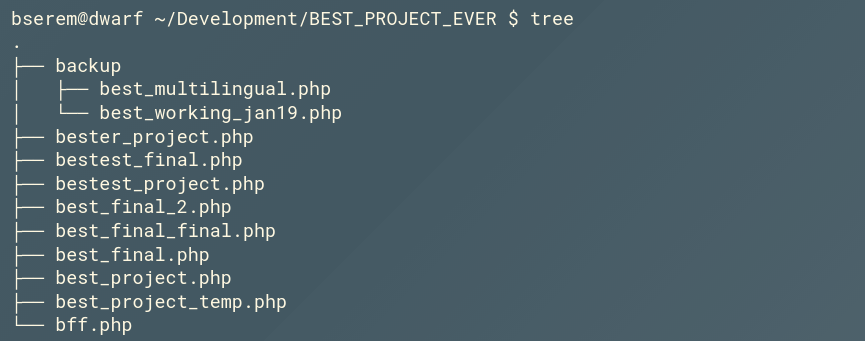 bserem@dwarf ~/Development/BEST_PROJECT_EVER $ tree
.
├── backup
│   ├── best_multilingual.php
│   └── best_working_jan19.php
├── bester_project.php
├── bestest_final.php
├── bestest_project.php
├── best_final_2.php
├── best_final_final.php
├── best_final.php
├── best_project.php
├── best_project_temp.php
└── bff.php